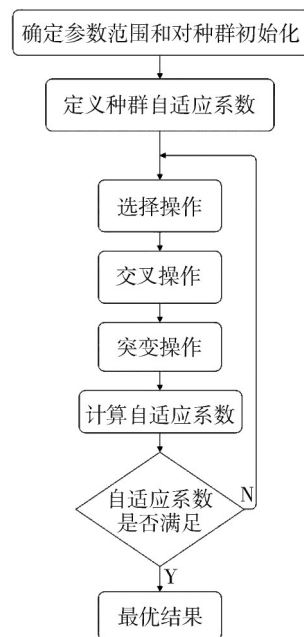 确定参数范围和对种群初始化
定义种群自适应系数
选择操作
交叉操作
突变操作
计算自适应系数
自适应系数
是否满足
N
Y
最优结果